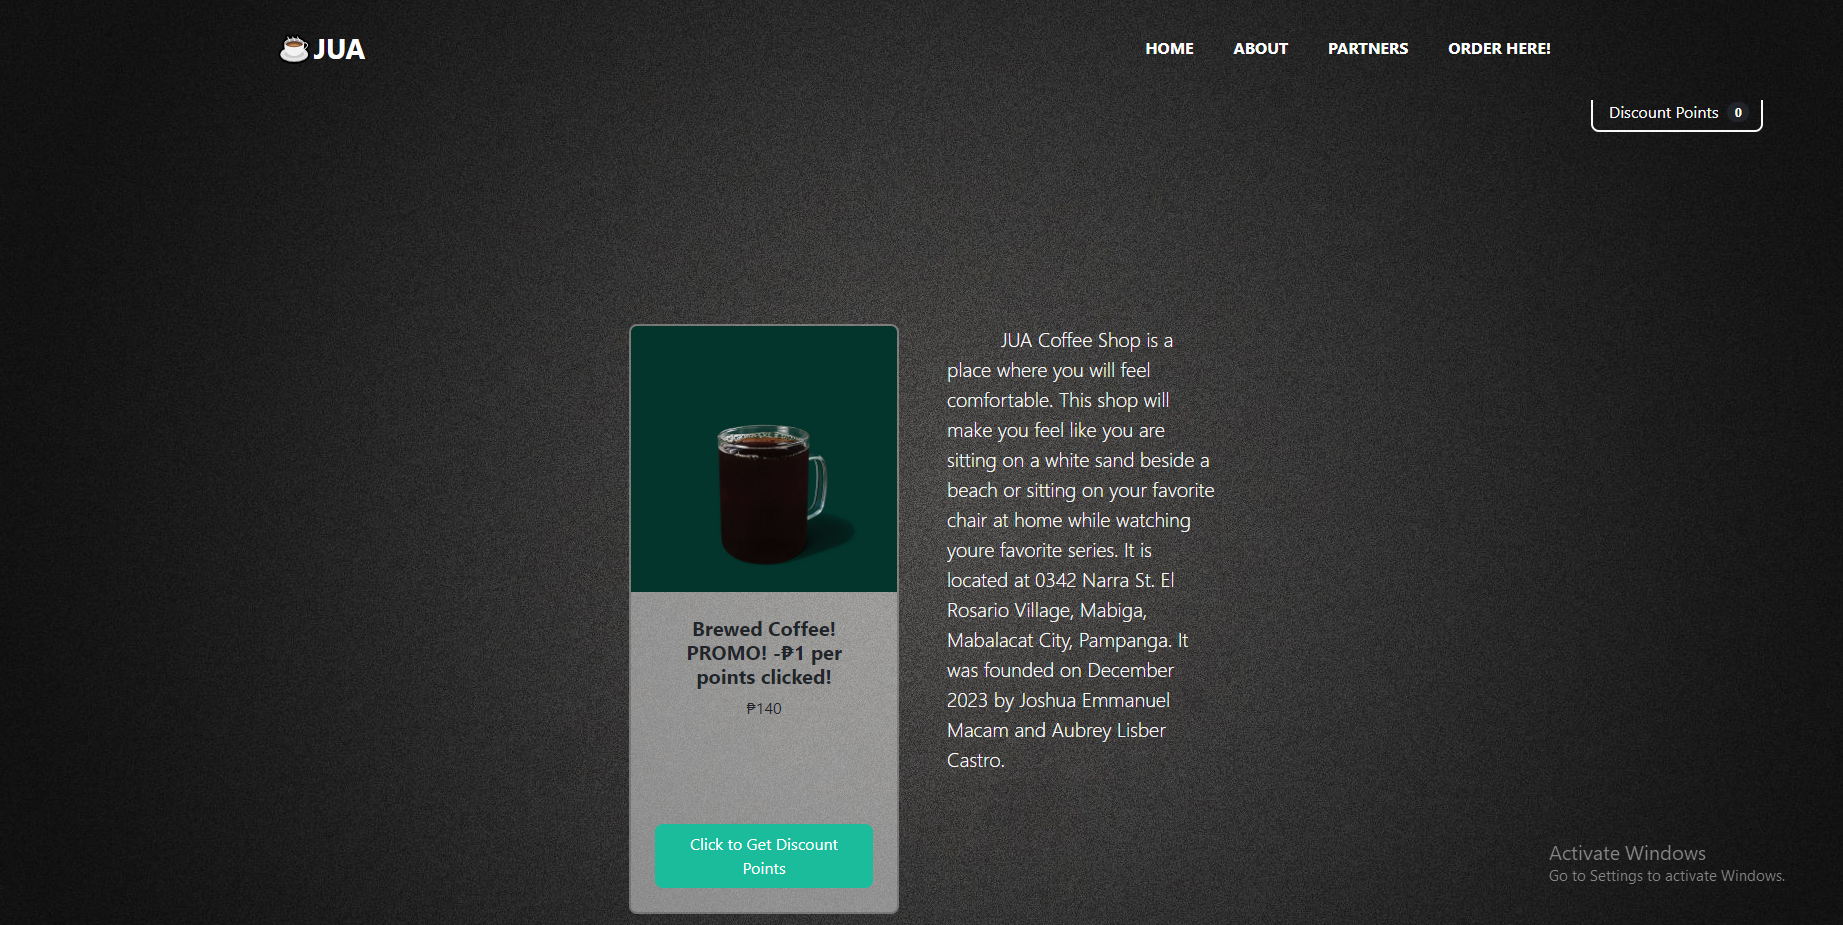 JUA
HOME ABOUT PARTNERS ORDER HERE!
Discount Points 0
Brewed Coffee!
PROMO! -₱1 per
points clicked!
₱140
Click to Get Discount
Points
JUA Coffee Shop is a
place where you will feel
comfortable. This shop will
make you feel like you are
sitting on a white sand beside a
beach or sitting on your favorite
chair at home while watching
youre favorite series. It is
located at 0342 Narra St. El
Rosario Village, Mabiga,
Mabalacat City, Pampanga. It
was founded on December
2023 by Joshua Emmanuel
Macam and Aubrey Lisber
Castro.
Activate Windows
Go to Settings to activate Windows.